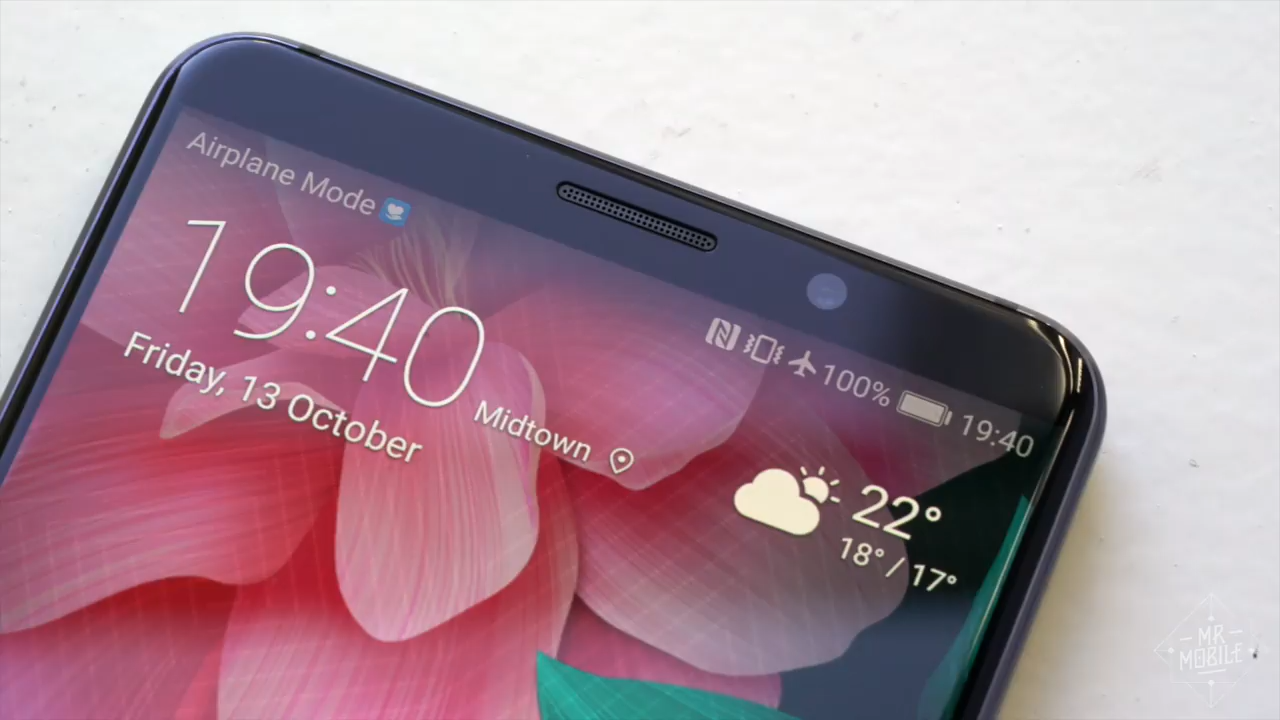 Airplane Mode
100% 19:40
19:40
Friday, 13 October
Midtown
22°
18° / 17°
MR
MOBILE